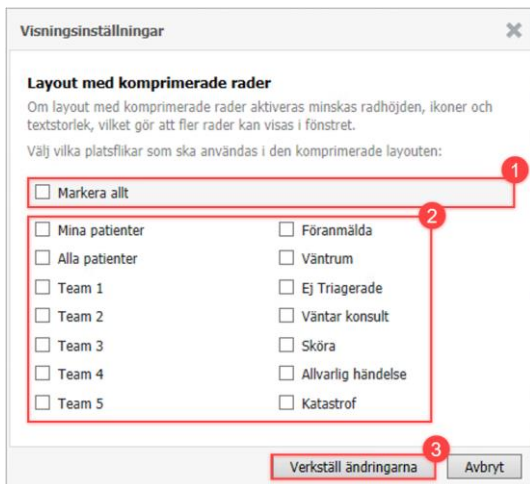 Visningsinställningar
Layout med komprimerade rader
Om layout med komprimerade rader aktiveras minskas radhöjden, ikoner och
textstorlek, vilket gör att fler rader kan visas i fönstret.
Välj vilka platsflikar som ska användas i den komprimerade layouten:
1
Markera allt
2
Mina patienter Föranmälda
Alla patienter Väntrum
Team 1 Ej Triagerade
Team 2 Väntar konsult
Team 3 Sköra
Team 4 Allvarlig händelse
Team 5 Katastrof
3
Verkställ ändringarna Avbryt